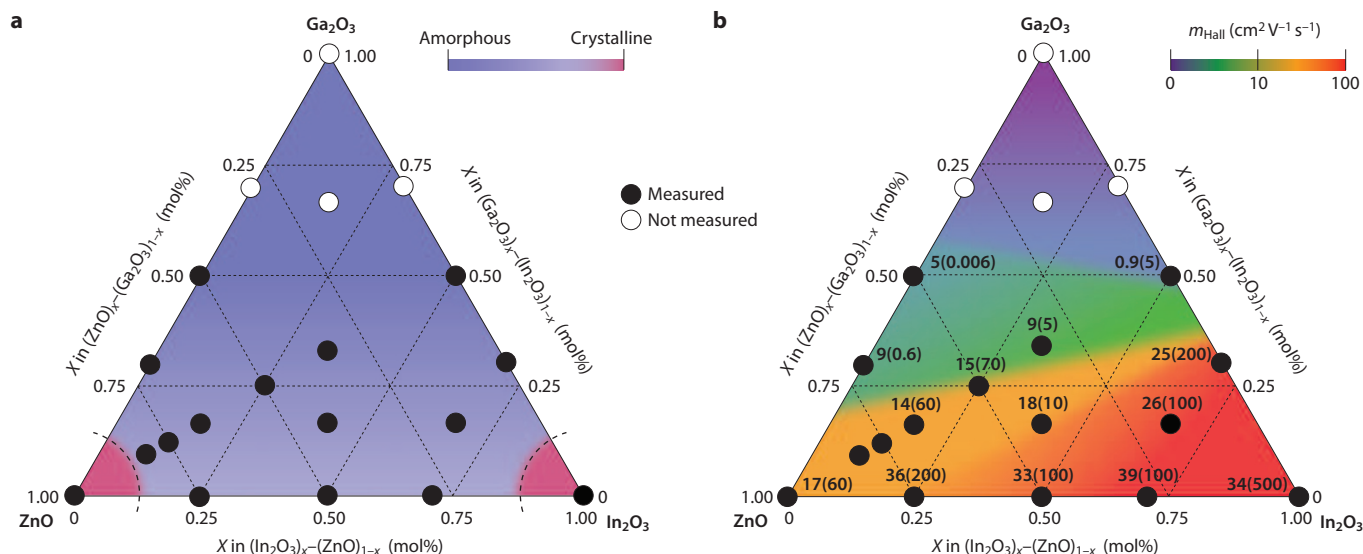 a
Ga₂O₃
0 1.00
Amorphous Crystalline
0.25 0.75
X in (ZnO)ₓ–(Ga₂O₃)₁₋ₓ (mol%)
X in (Ga₂O₃)ₓ–(In₂O₃)₁₋ₓ (mol%)
0.50 0.50
0.75 0.25
1.00 0
ZnO In₂O₃
0 0.25 0.50 0.75 1.00
X in (In₂O₃)ₓ–(ZnO)₁₋ₓ (mol%)
Measured
Not measured
b
Ga₂O₃
0 1.00
mHall (cm² V⁻¹ s⁻¹)
0 10 100
0.25 0.75
X in (ZnO)ₓ–(Ga₂O₃)₁₋ₓ (mol%)
X in (Ga₂O₃)ₓ–(In₂O₃)₁₋ₓ (mol%)
0.50 5(0.006) 0.9(5) 0.50
9(5)
9(0.6) 15(70) 25(200)
0.75 0.25
14(60) 18(10) 26(100)
1.00 17(60) 36(200) 33(100) 39(100) 34(500) 0
ZnO In₂O₃
0 0.25 0.50 0.75 1.00
X in (In₂O₃)ₓ–(ZnO)₁₋ₓ (mol%)